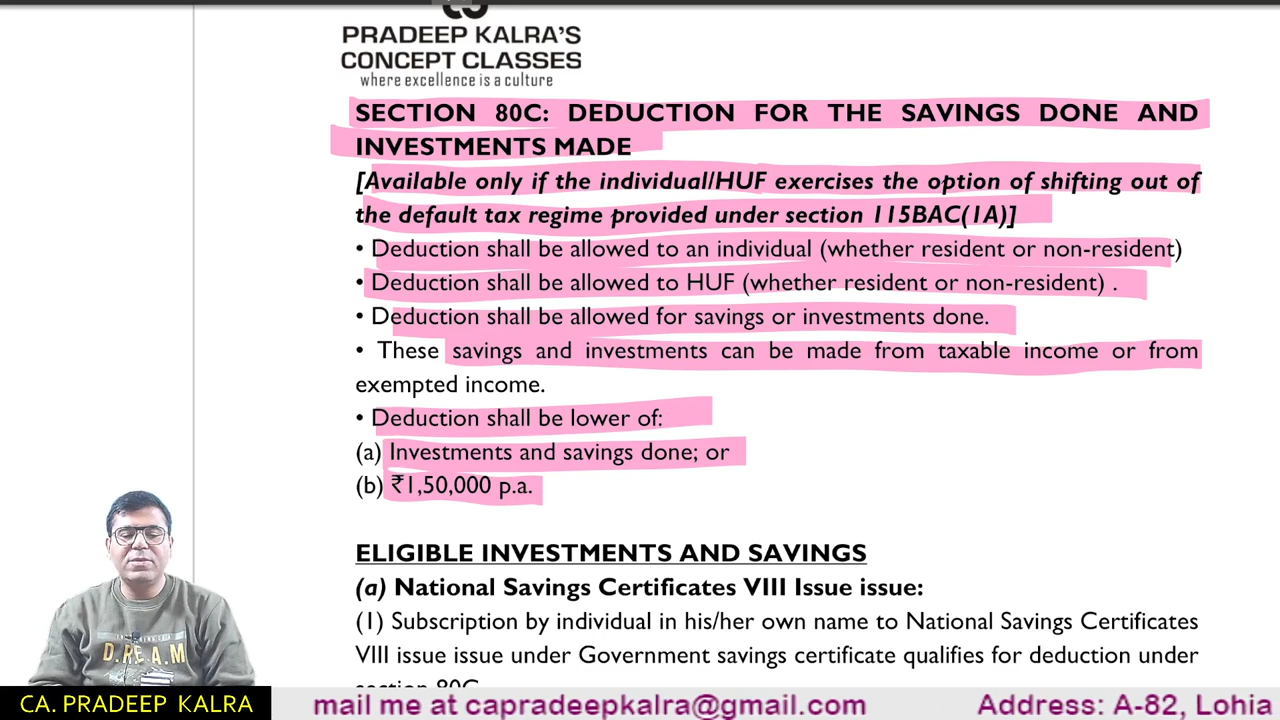 PRADEEP KALRA'S
CONCEPT CLASSES
where excellence is a culture
SECTION 80C: DEDUCTION FOR THE SAVINGS DONE AND
INVESTMENTS MADE
[Available only if the individual/HUF exercises the option of shifting out of
the default tax regime provided under section 115BAC(1A)]
• Deduction shall be allowed to an individual (whether resident or non-resident)
• Deduction shall be allowed to HUF (whether resident or non-resident) .
• Deduction shall be allowed for savings or investments done.
• These savings and investments can be made from taxable income or from
exempted income.
• Deduction shall be lower of:
(a) Investments and savings done; or
(b) ₹1,50,000 p.a.
ELIGIBLE INVESTMENTS AND SAVINGS
(a) National Savings Certificates VIII Issue issue:
(1) Subscription by individual in his/her own name to National Savings Certificates
VIII issue issue under Government savings certificate qualifies for deduction under
section 80C
D.RE A.M
CA. PRADEEP KALRA
mail me at capradeepkalra@gmail.com
Address: A-82, Lohia